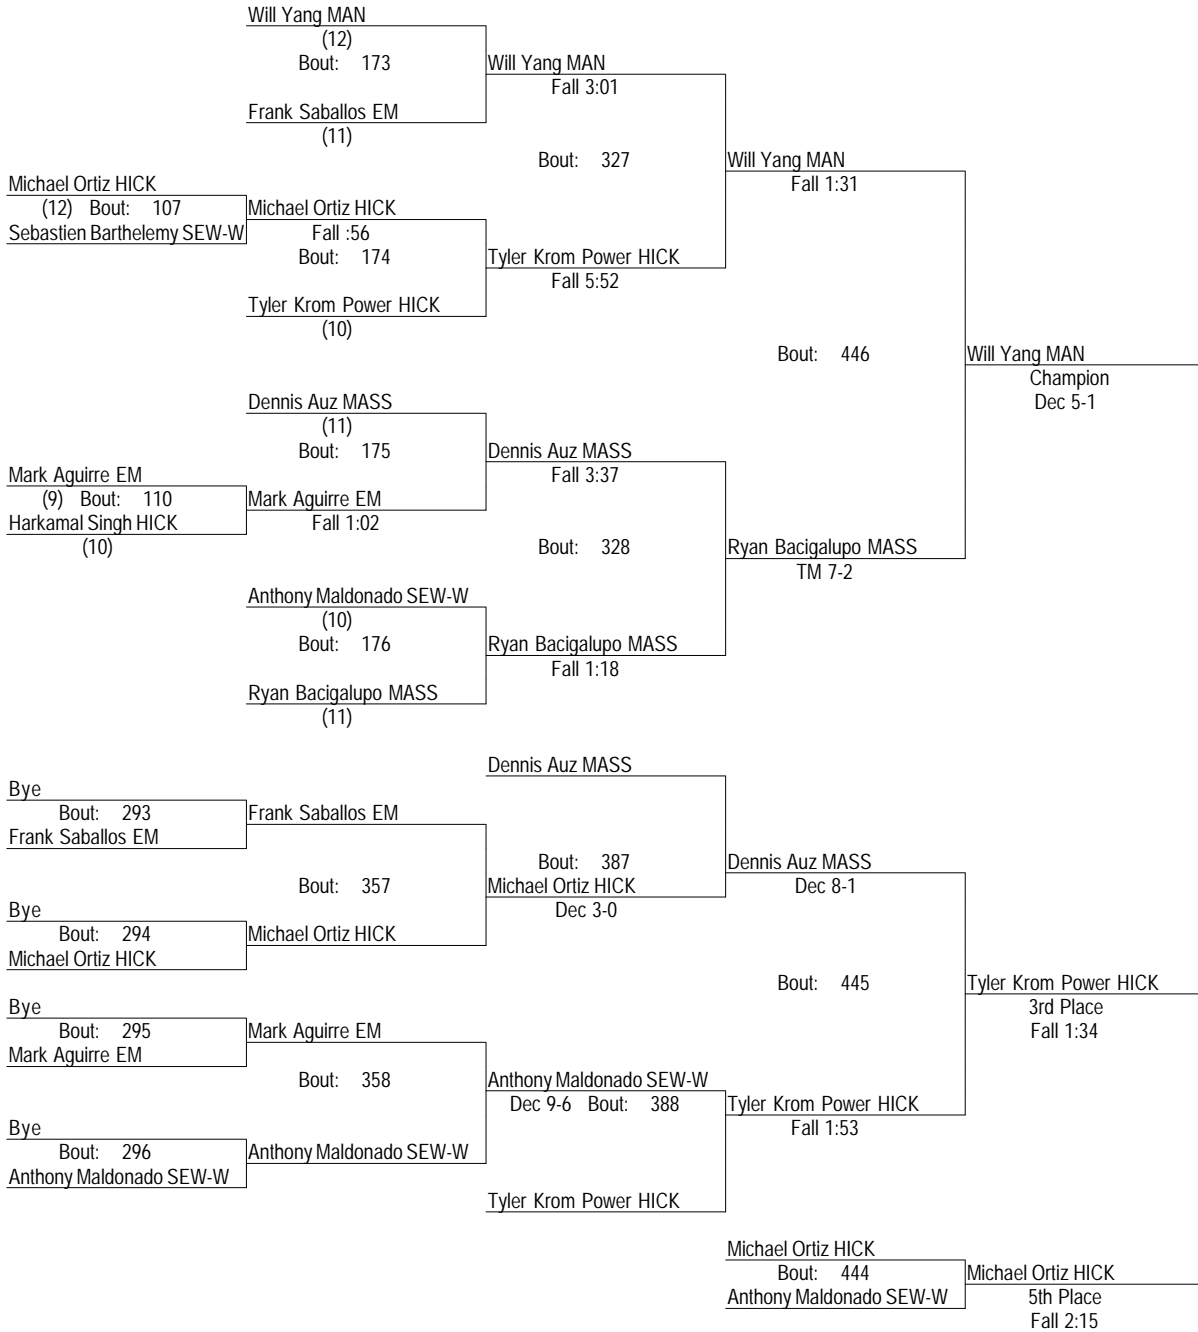 Will Yang MAN
(12)
Bout: 173
Will Yang MAN
Fall 3:01
Frank Saballos EM
(11)
Bout: 327
Will Yang MAN
Fall 1:31
Michael Ortiz HICK
(12) Bout: 107
Michael Ortiz HICK
Sebastien Barthelemy SEW-W
Fall :56
Bout: 174
Tyler Krom Power HICK
Fall 5:52
Tyler Krom Power HICK
(10)
Bout: 446
Will Yang MAN
Champion
Dec 5-1
Dennis Auz MASS
(11)
Bout: 175
Dennis Auz MASS
Fall 3:37
Mark Aguirre EM
(9) Bout: 110
Mark Aguirre EM
Harkamal Singh HICK
Fall 1:02
(10)
Bout: 328
Ryan Bacigalupo MASS
TM 7-2
Anthony Maldonado SEW-W
(10)
Bout: 176
Ryan Bacigalupo MASS
Fall 1:18
Ryan Bacigalupo MASS
(11)
Dennis Auz MASS
Bye
Bout: 293
Frank Saballos EM
Frank Saballos EM
Bout: 387
Dennis Auz MASS
Dec 8-1
Bout: 357
Michael Ortiz HICK
Dec 3-0
Bye
Bout: 294
Michael Ortiz HICK
Michael Ortiz HICK
Bout: 445
Tyler Krom Power HICK
3rd Place
Fall 1:34
Bye
Bout: 295
Mark Aguirre EM
Mark Aguirre EM
Bout: 358
Anthony Maldonado SEW-W
Dec 9-6 Bout: 388
Tyler Krom Power HICK
Fall 1:53
Bye
Bout: 296
Anthony Maldonado SEW-W
Anthony Maldonado SEW-W
Tyler Krom Power HICK
Michael Ortiz HICK
Bout: 444
Michael Ortiz HICK
Anthony Maldonado SEW-W
5th Place
Fall 2:15